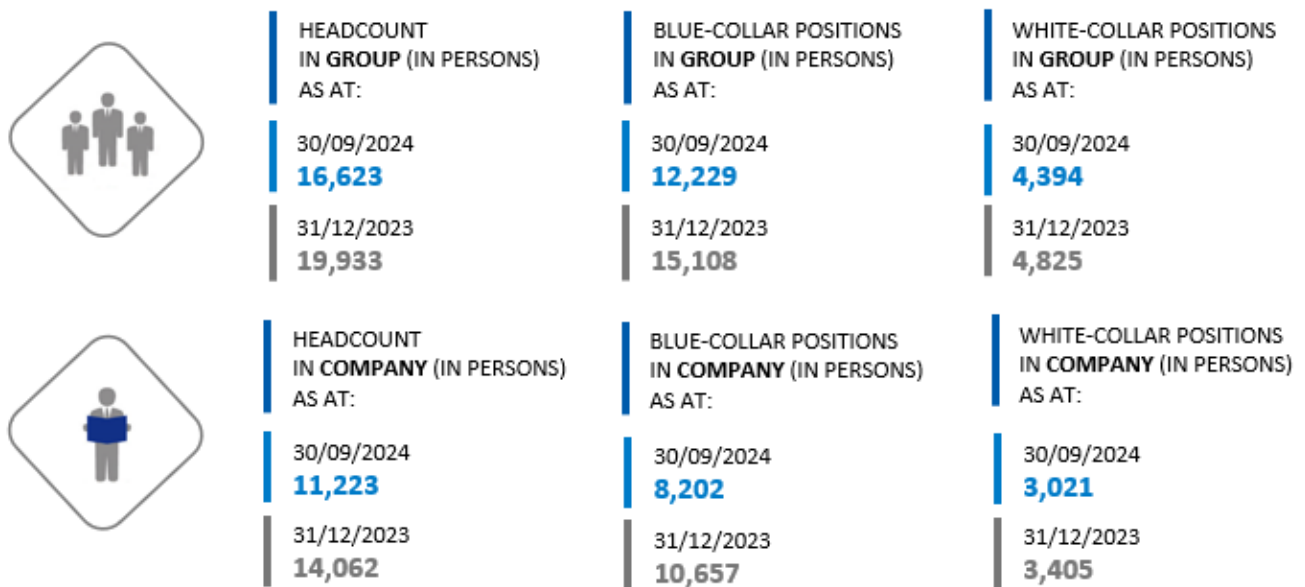 HEADCOUNT
IN GROUP (IN PERSONS)
AS AT:
30/09/2024
16,623
31/12/2023
19,933
BLUE-COLLAR POSITIONS
IN GROUP (IN PERSONS)
AS AT:
30/09/2024
12,229
31/12/2023
15,108
WHITE-COLLAR POSITIONS
IN GROUP (IN PERSONS)
AS AT:
30/09/2024
4,394
31/12/2023
4,825
HEADCOUNT
IN COMPANY (IN PERSONS)
AS AT:
30/09/2024
11,223
31/12/2023
14,062
BLUE-COLLAR POSITIONS
IN COMPANY (IN PERSONS)
AS AT:
30/09/2024
8,202
31/12/2023
10,657
WHITE-COLLAR POSITIONS
IN COMPANY (IN PERSONS)
AS AT:
30/09/2024
3,021
31/12/2023
3,405